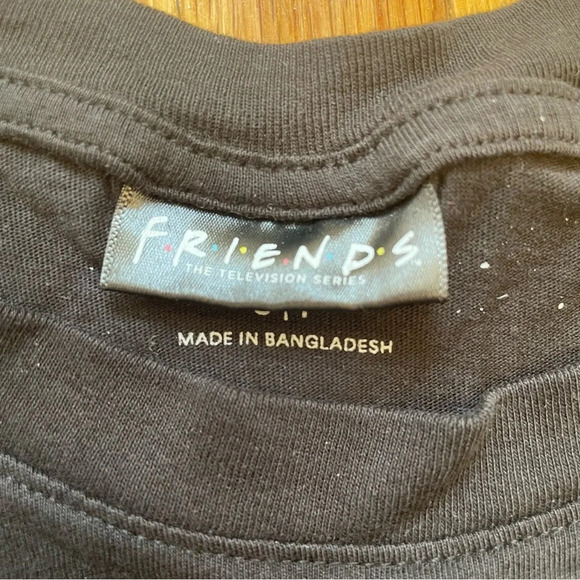 F·R·I·E·N·D·S
THE TELEVISION SERIES
MADE IN BANGLADESH